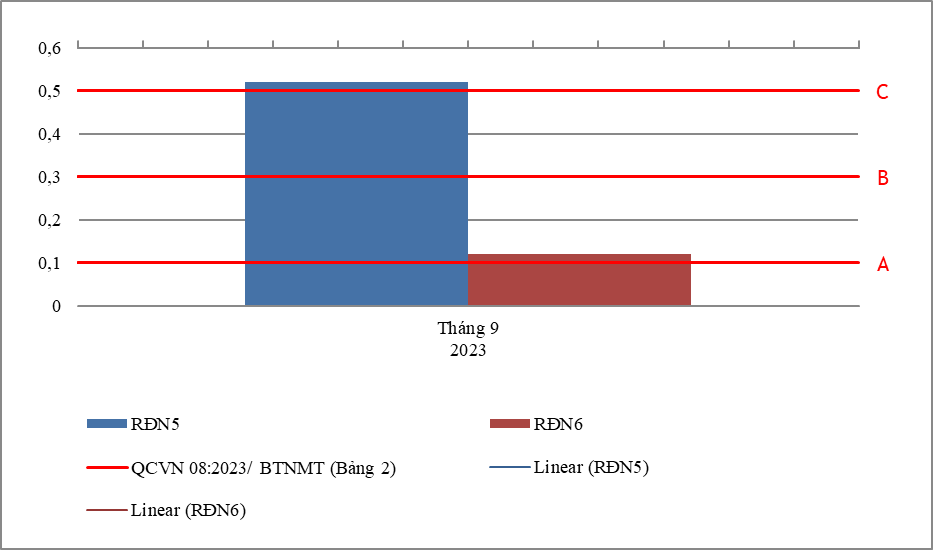 0,6
0,5
C
0,4
0,3
B
0,2
0,1
A
0
Tháng 9
2023
RĐN5
RĐN6
QCVN 08:2023/ BTNMT (Bảng 2)
Linear (RĐN5)
Linear (RĐN6)